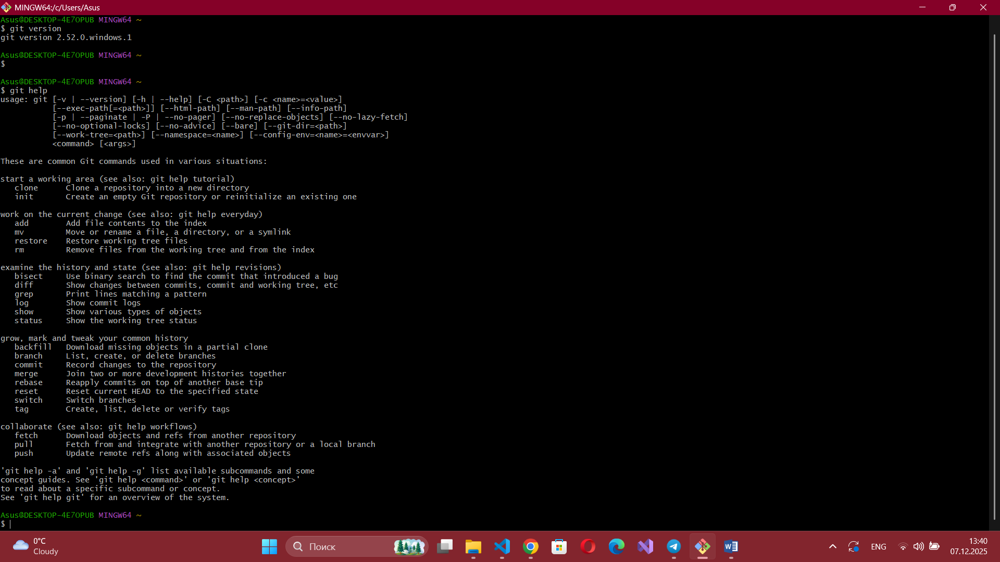 MINGW64:/c/Users/Asus
Asus@DESKTOP-4E7OPUB MINGW64 ~
$ git version
git version 2.52.0.windows.1
Asus@DESKTOP-4E7OPUB MINGW64 ~
$
Asus@DESKTOP-4E7OPUB MINGW64 ~
$ git help
usage: git [-v | --version] [-h | --help] [-C <path>] [-c <name>=<value>]
           [--exec-path[=<path>]] [--html-path] [--man-path] [--info-path]
           [-p | --paginate | -P | --no-pager] [--no-replace-objects] [--no-lazy-fetch]
           [--no-optional-locks] [--no-advice] [--bare] [--git-dir=<path>]
           [--work-tree=<path>] [--namespace=<name>] [--config-env=<name>=<envvar>]
           <command> [<args>]
These are common Git commands used in various situations:
start a working area (see also: git help tutorial)
   clone      Clone a repository into a new directory
   init       Create an empty Git repository or reinitialize an existing one
work on the current change (see also: git help everyday)
   add        Add file contents to the index
   mv         Move or rename a file, a directory, or a symlink
   restore    Restore working tree files
   rm         Remove files from the working tree and from the index
examine the history and state (see also: git help revisions)
   bisect     Use binary search to find the commit that introduced a bug
   diff       Show changes between commits, commit and working tree, etc
   grep       Print lines matching a pattern
   log        Show commit logs
   show       Show various types of objects
   status     Show the working tree status
grow, mark and tweak your common history
   backfill   Download missing objects in a partial clone
   branch     List, create, or delete branches
   commit     Record changes to the repository
   merge      Join two or more development histories together
   rebase     Reapply commits on top of another base tip
   reset      Reset current HEAD to the specified state
   switch     Switch branches
   tag        Create, list, delete or verify tags
collaborate (see also: git help workflows)
   fetch      Download objects and refs from another repository
   pull       Fetch from and integrate with another repository or a local branch
   push       Update remote refs along with associated objects
'git help -a' and 'git help -g' list available subcommands and some
concept guides. See 'git help <command>' or 'git help <concept>'
to read about a specific subcommand or concept.
See 'git help git' for an overview of the system.
Asus@DESKTOP-4E7OPUB MINGW64 ~
$
0°C
Cloudy
Поиск
ENG
13:40
07.12.2025